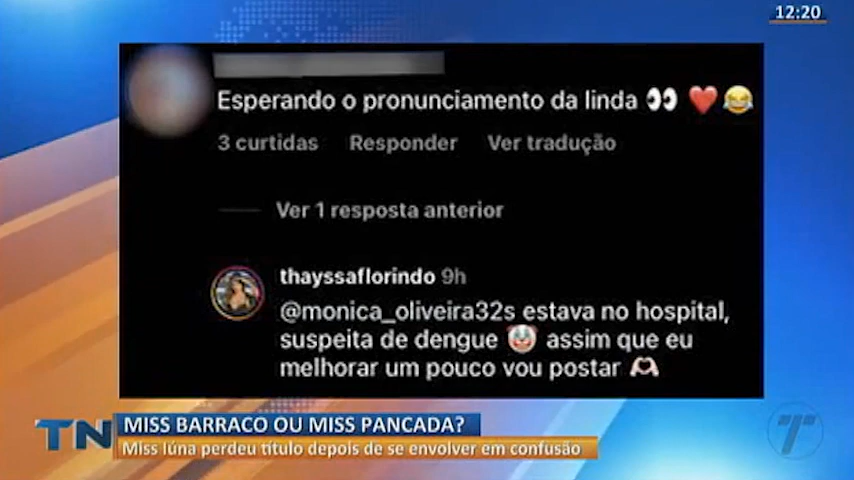 12:20
Esperando o pronunciamento da linda 👀 ❤️😂
3 curtidas Responder Ver tradução
Ver 1 resposta anterior
thayssaflorindo 9h
@monica_oliveira32s estava no hospital,
suspeita de dengue 🤡 assim que eu
melhorar um pouco vou postar 🫶🏻
TN MISS BARRACO OU MISS PANCADA?
Miss Iúna perdeu título depois de se envolver em confusão